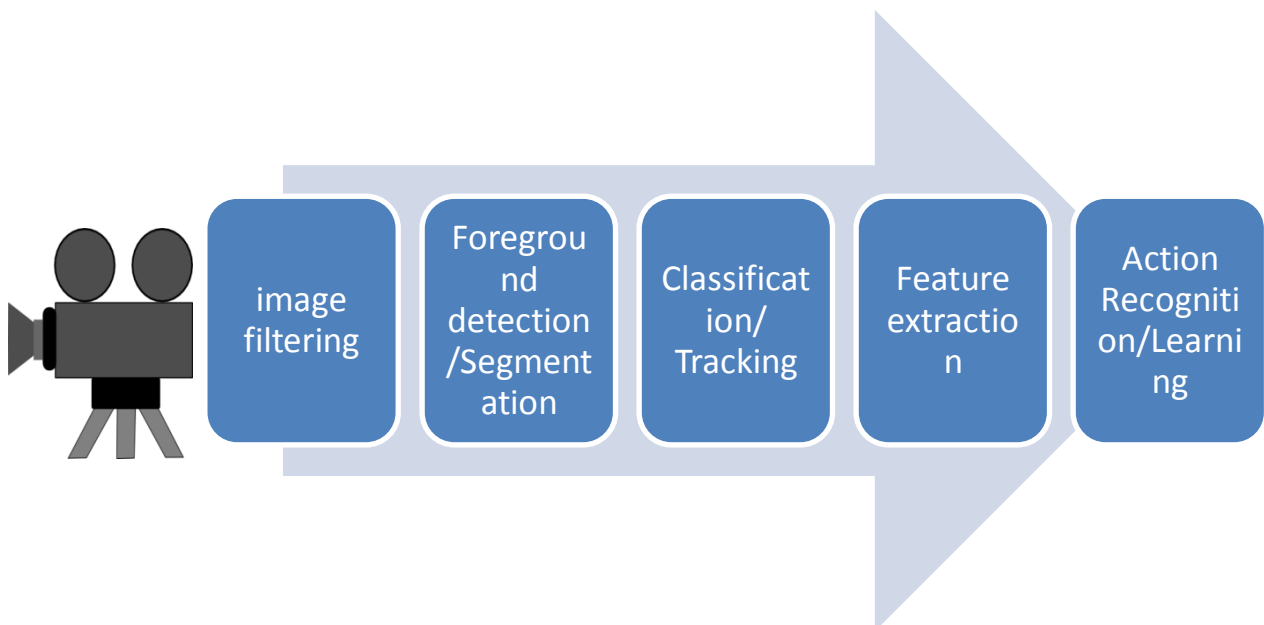 image
filtering
Foregrou
nd
detection
/Segment
ation
Classificat
ion/
Tracking
Feature
extractio
n
Action
Recogniti
on/Learni
ng